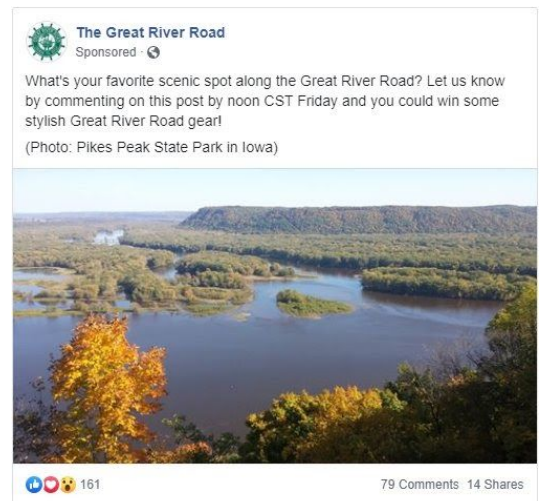 The Great River Road
Sponsored ·
What's your favorite scenic spot along the Great River Road? Let us know
by commenting on this post by noon CST Friday and you could win some
stylish Great River Road gear!
(Photo: Pikes Peak State Park in Iowa)
161
79 Comments 14 Shares